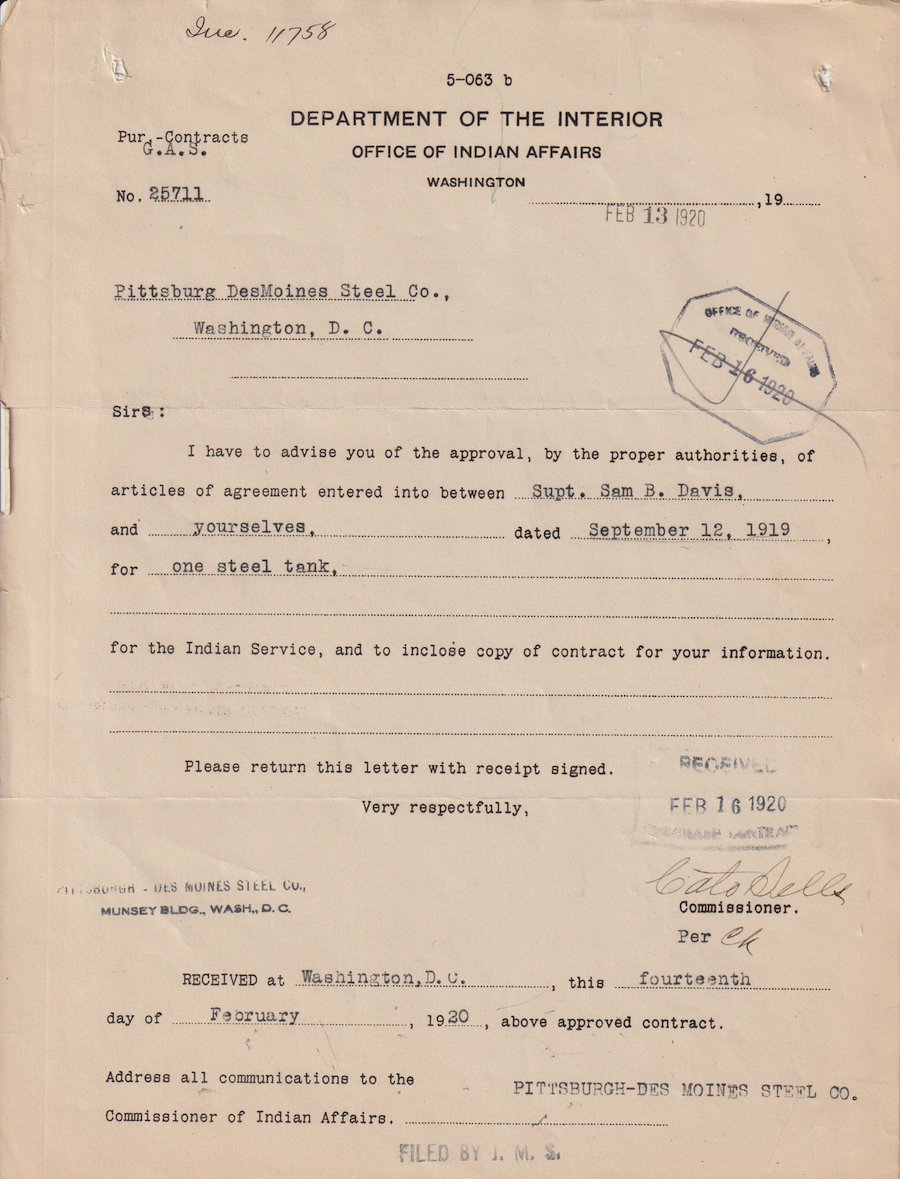 Inc. 11758
5-063 b
DEPARTMENT OF THE INTERIOR
Pur.-Contracts
G.A.S.
OFFICE OF INDIAN AFFAIRS
WASHINGTON
No. 25711
,19
FEB 13 1920
Pittsburg DesMoines Steel Co.,
Washington, D. C.
OFFICE OF INDIAN AFFAIRS
RECEIVED
FEB 16 1920
Sirs:
I have to advise you of the approval, by the proper authorities, of
articles of agreement entered into between Supt. Sam B. Davis,
and yourselves, dated September 12, 1919,
for one steel tank,
for the Indian Service, and to inclose copy of contract for your information.
Please return this letter with receipt signed.
RECEIVED
Very respectfully,
FEB 16 1920
PITTSBURGH - DES MOINES STEEL CO.,
MUNSEY BLDG., WASH., D. C.
Cato Sells
Commissioner.
Per CH
RECEIVED at Washington,D.C., this fourteenth
day of February, 1920, above approved contract.
Address all communications to the
PITTSBURGH-DES MOINES STEEL CO.
Commissioner of Indian Affairs.
FILED BY J. M. S.